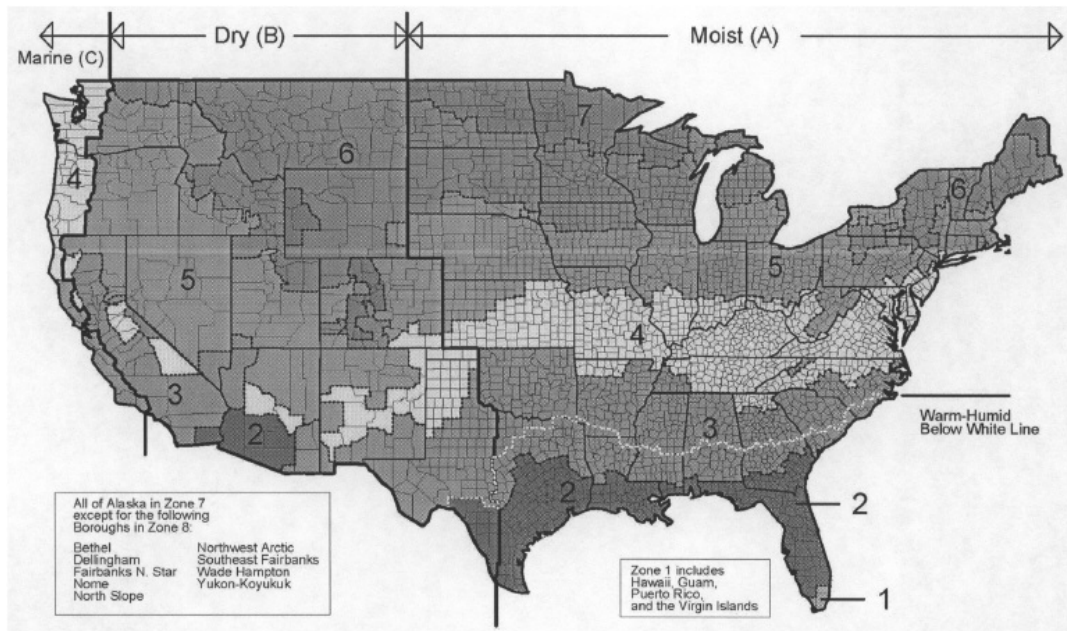 Marine (C)
Dry (B)
Moist (A)
7
6
6
4
5
5
4
3
3
2
2
Warm-Humid
Below White Line
2
1
All of Alaska in Zone 7
except for the following
Boroughs in Zone 8:
Bethel
Dellingham
Fairbanks N. Star
Nome
North Slope
Northwest Arctic
Southeast Fairbanks
Wade Hampton
Yukon-Koyukuk
Zone 1 includes
Hawaii, Guam,
Puerto Rico,
and the Virgin Islands